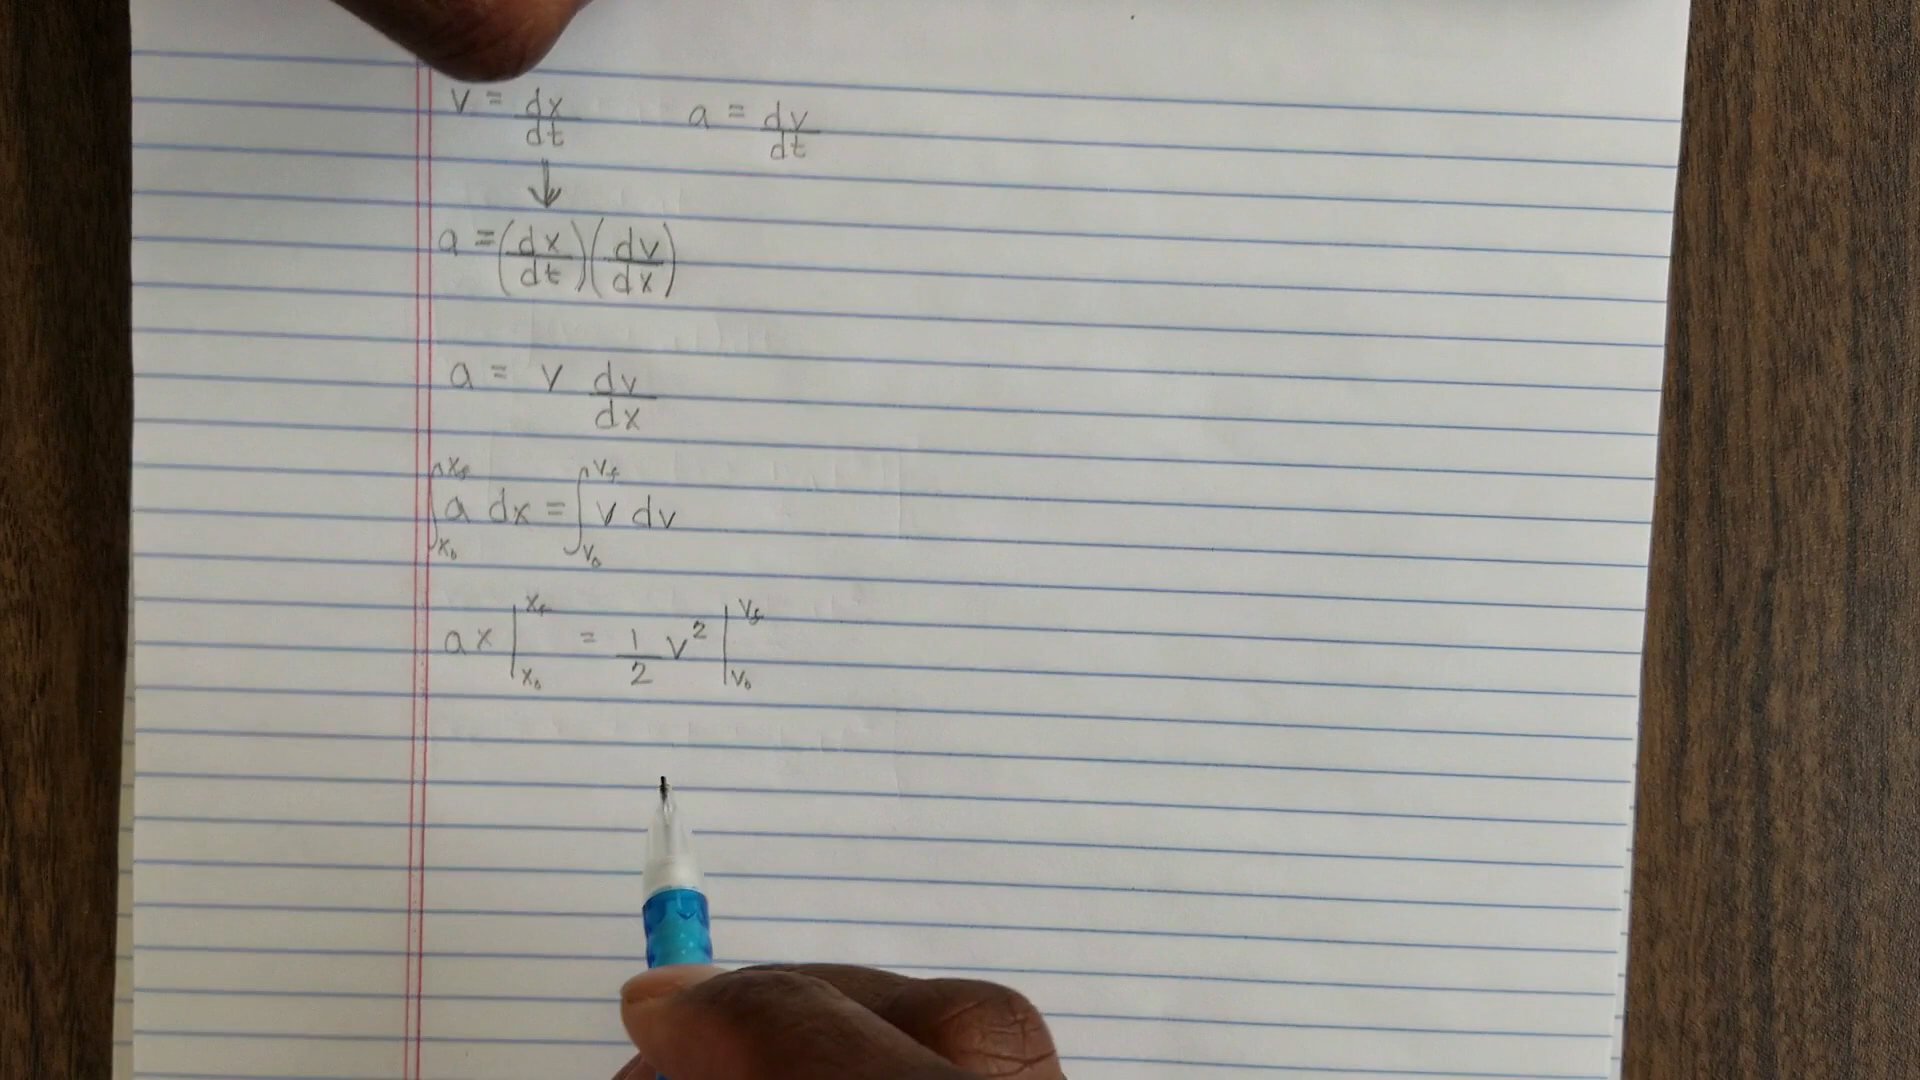 v = dx/dt a = dv/dt
↓
a = (dx/dt)(dv/dx)
a = v dv/dx
∫_{x₀}^{x_f} a dx = ∫_{v₀}^{v_f} v dv
ax |_{x₀}^{x_f} = 1/2 v² |_{v₀}^{v_f}